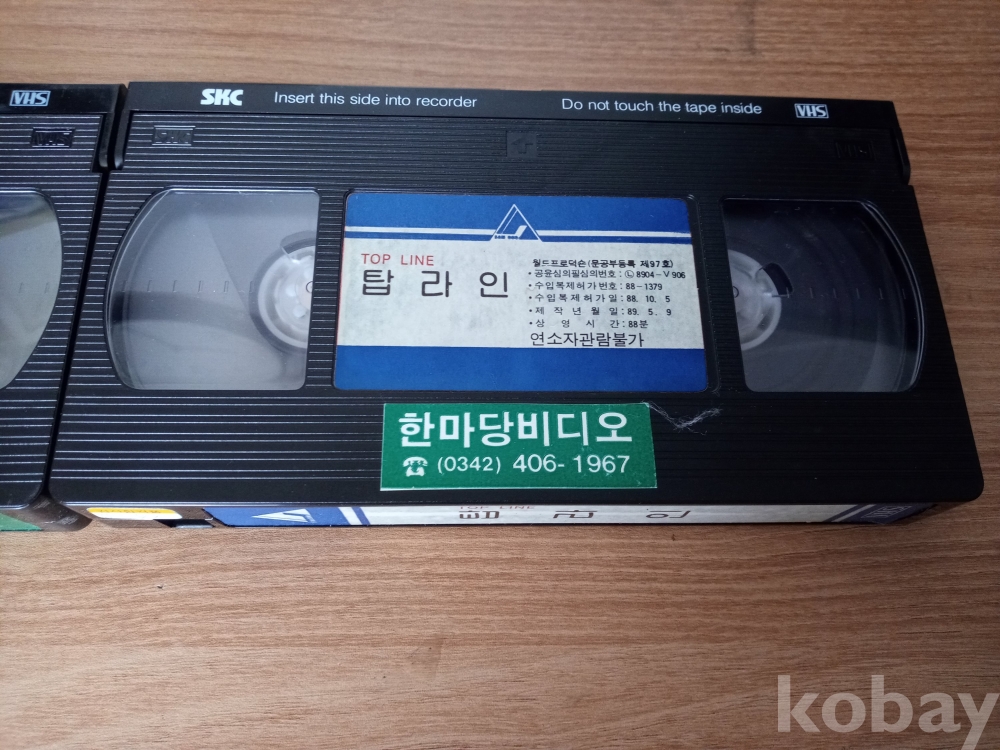 VHS
SKC Insert this side into recorder Do not touch the tape inside VHS
TOP LINE
탑라인
월드프로덕숀(문공부등록 제97호)
• 공윤심의필심의번호 : Ⓛ8904-V906
• 수입복제허가번호 : 88-1379
• 수입복제허가일 : 88. 10. 5
• 제작년월일 : 89. 5. 9
• 상영시간 : 88분
연소자관람불가
한마당비디오
☎ (0342) 406-1967
TOP LINE
kobay